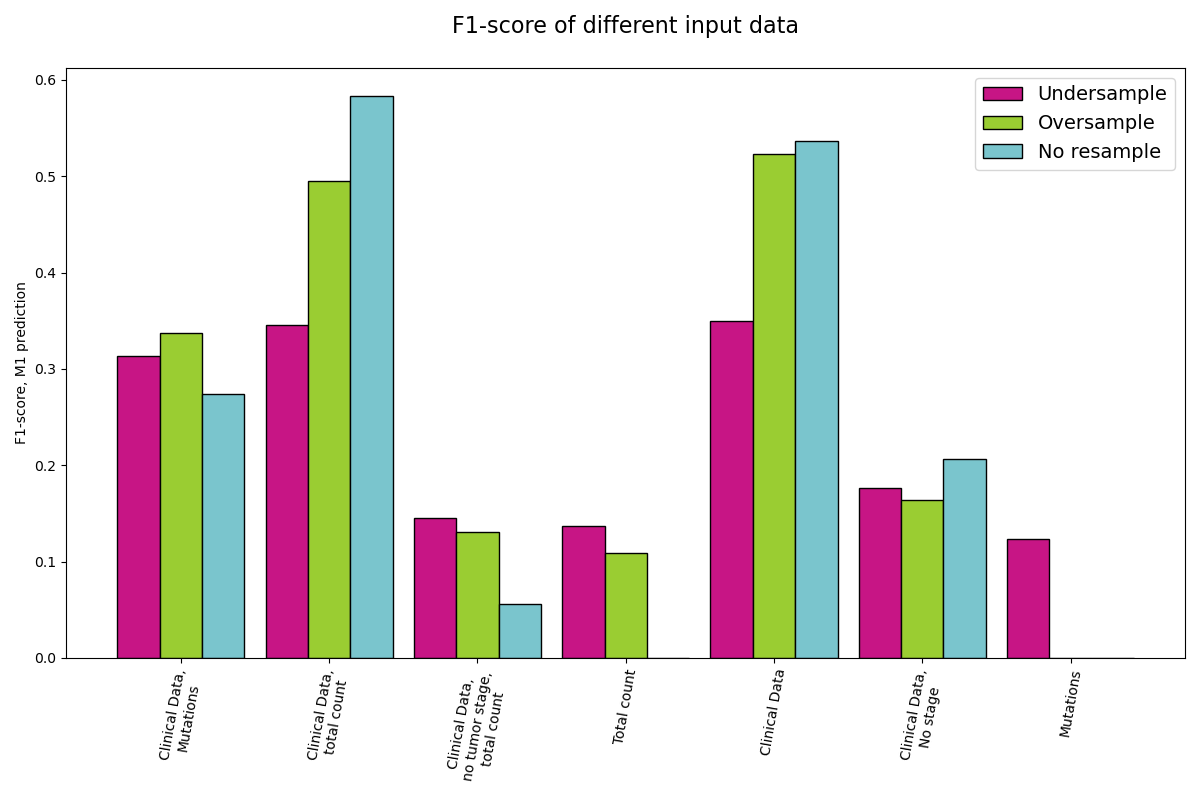 F1-score of different input data
0.6
0.5
0.4
0.3
0.2
0.1
0.0
F1-score, M1 prediction
Undersample
Oversample
No resample
Clinical Data,
Mutations
Clinical Data,
total count
Clinical Data,
no tumor stage,
total count
Total count
Clinical Data
Clinical Data,
No stage
Mutations